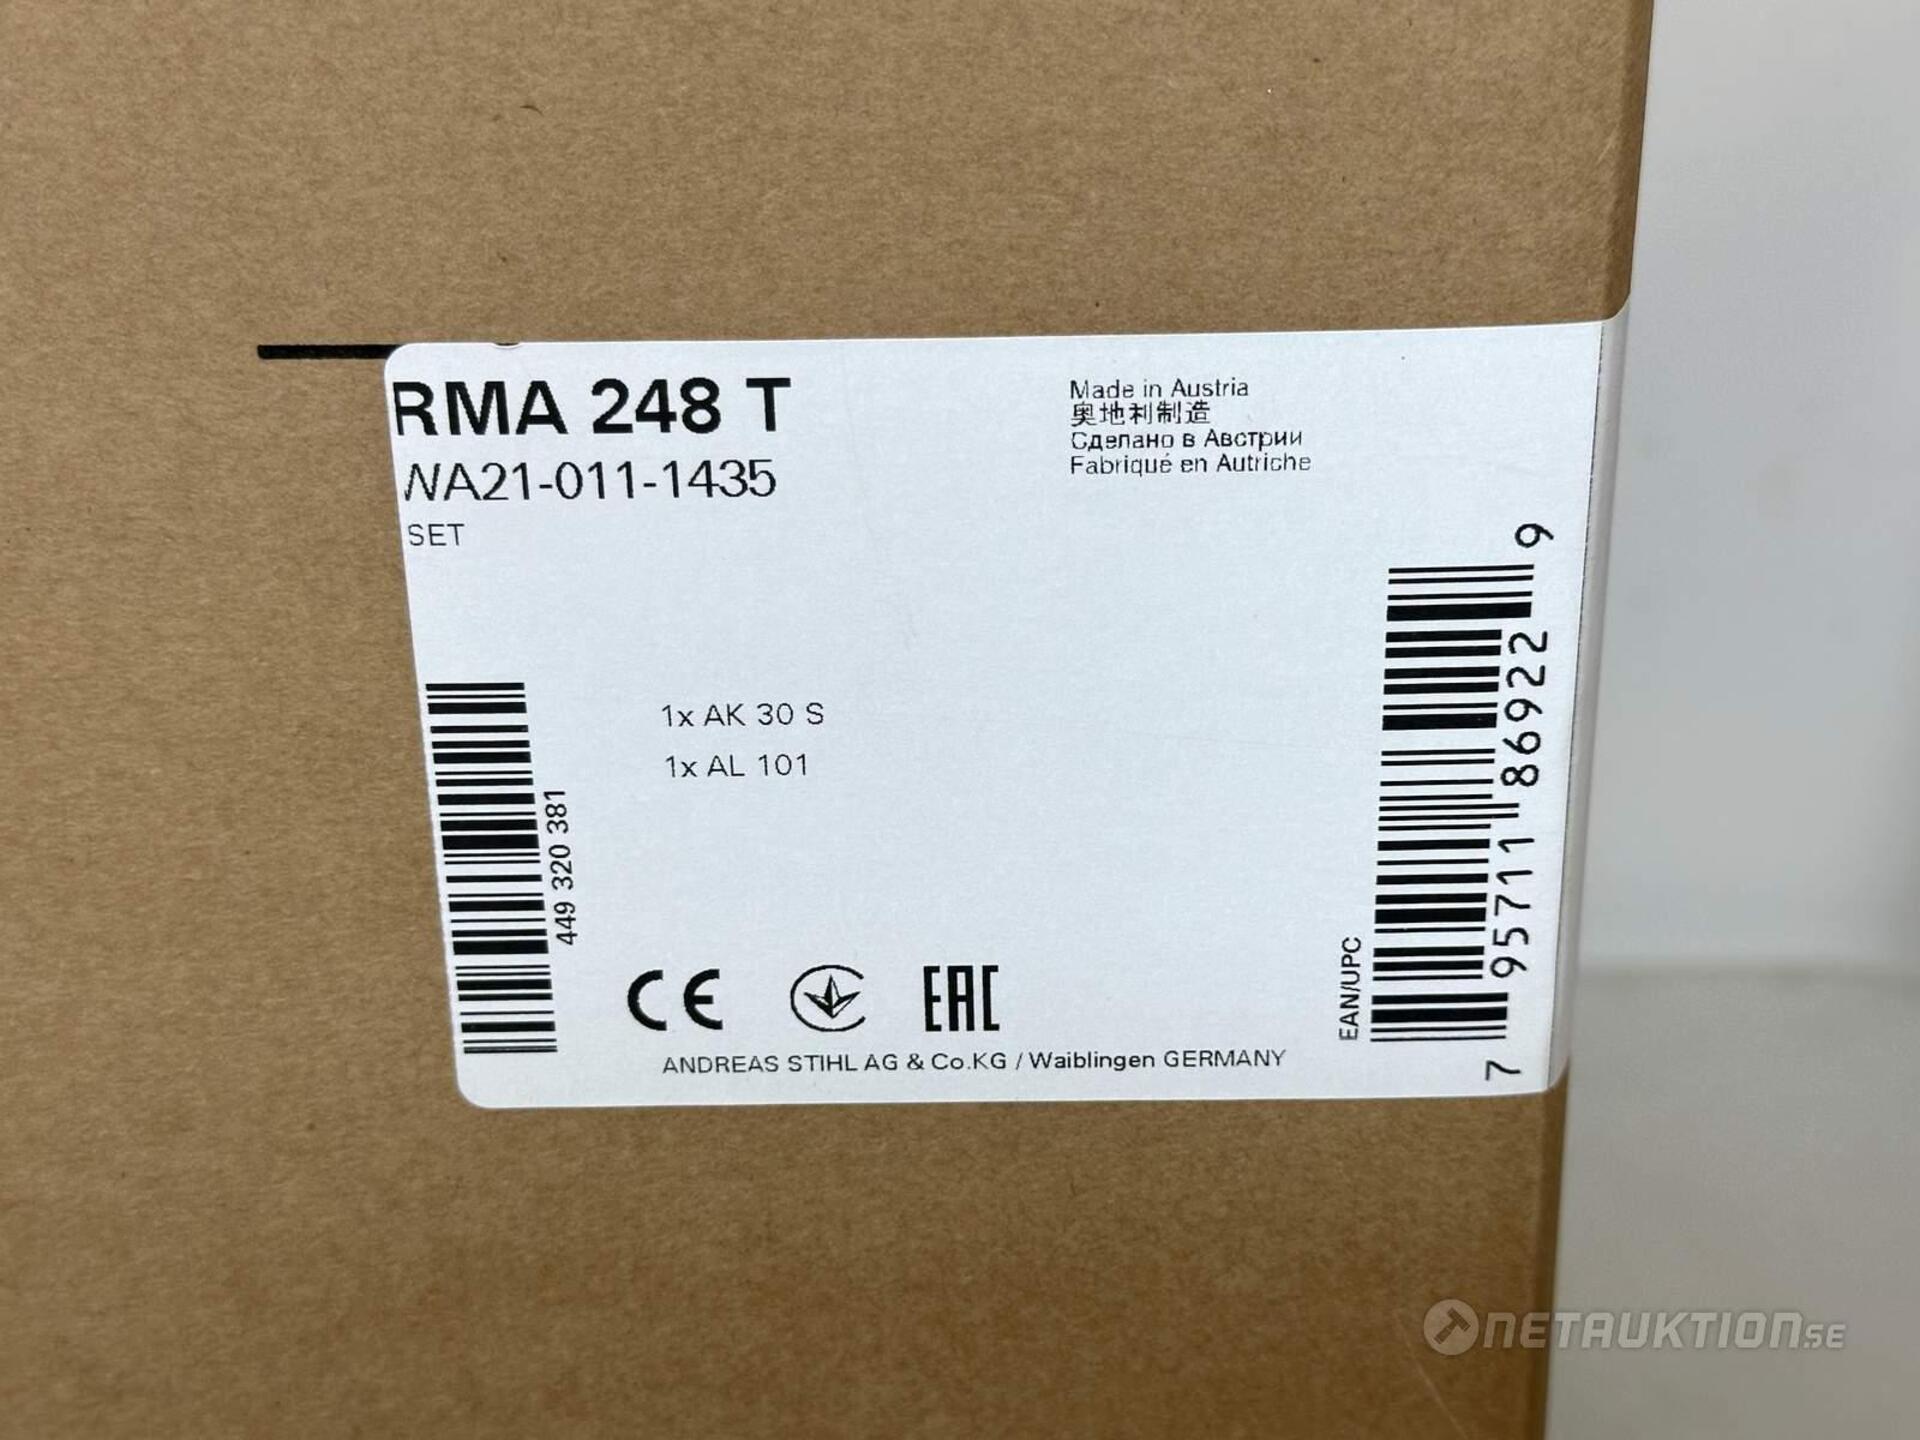 RMA 248 T
WA21-011-1435
SET
Made in Austria
奥地利制造
Сделано в Австрии
Fabriqué en Autriche
1x AK 30 S
1x AL 101
449 320 381
EAN/UPC
7 95711 86922 9
CE
EAC
ANDREAS STIHL AG & Co.KG / Waiblingen GERMANY
NETAUKTION.SE